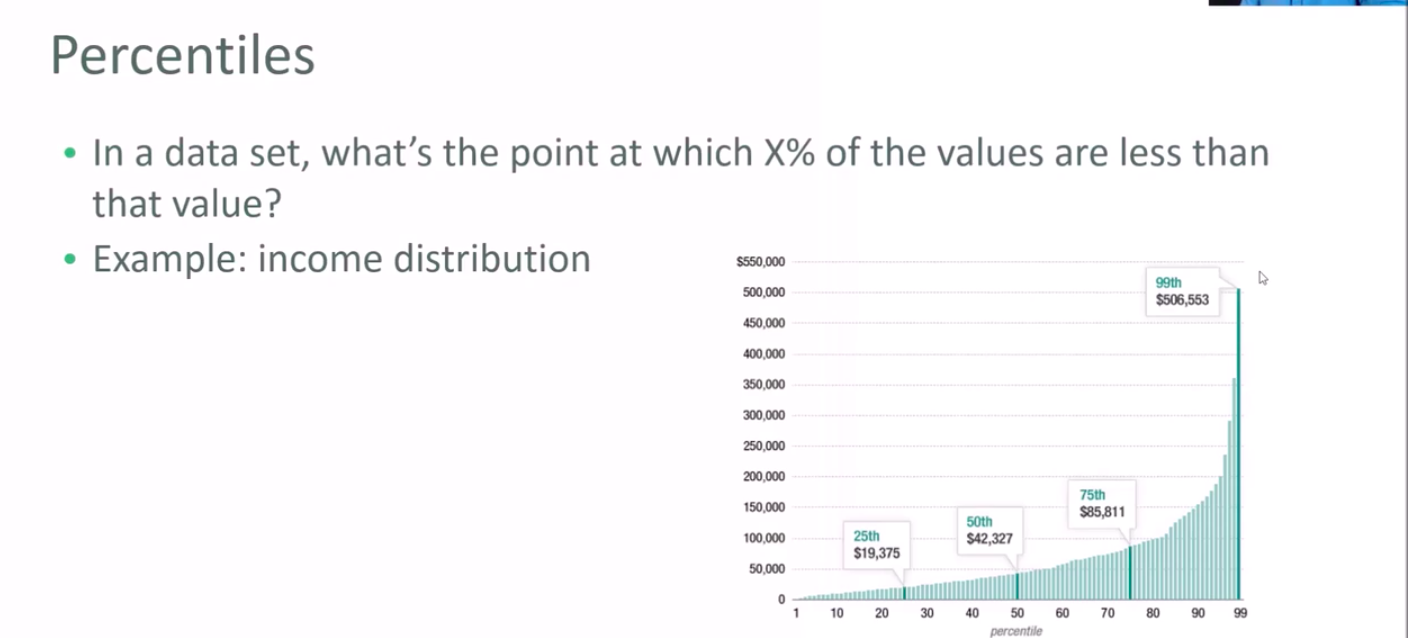 Percentiles
• In a data set, what's the point at which X% of the values are less than
that value?
• Example: income distribution
$550,000
500,000
450,000
400,000
350,000
300,000
250,000
200,000
150,000
100,000
50,000
0
99th
$506,553
75th
$85,811
50th
$42,327
25th
$19,375
1 10 20 30 40 50 60 70 80 90 99
percentile